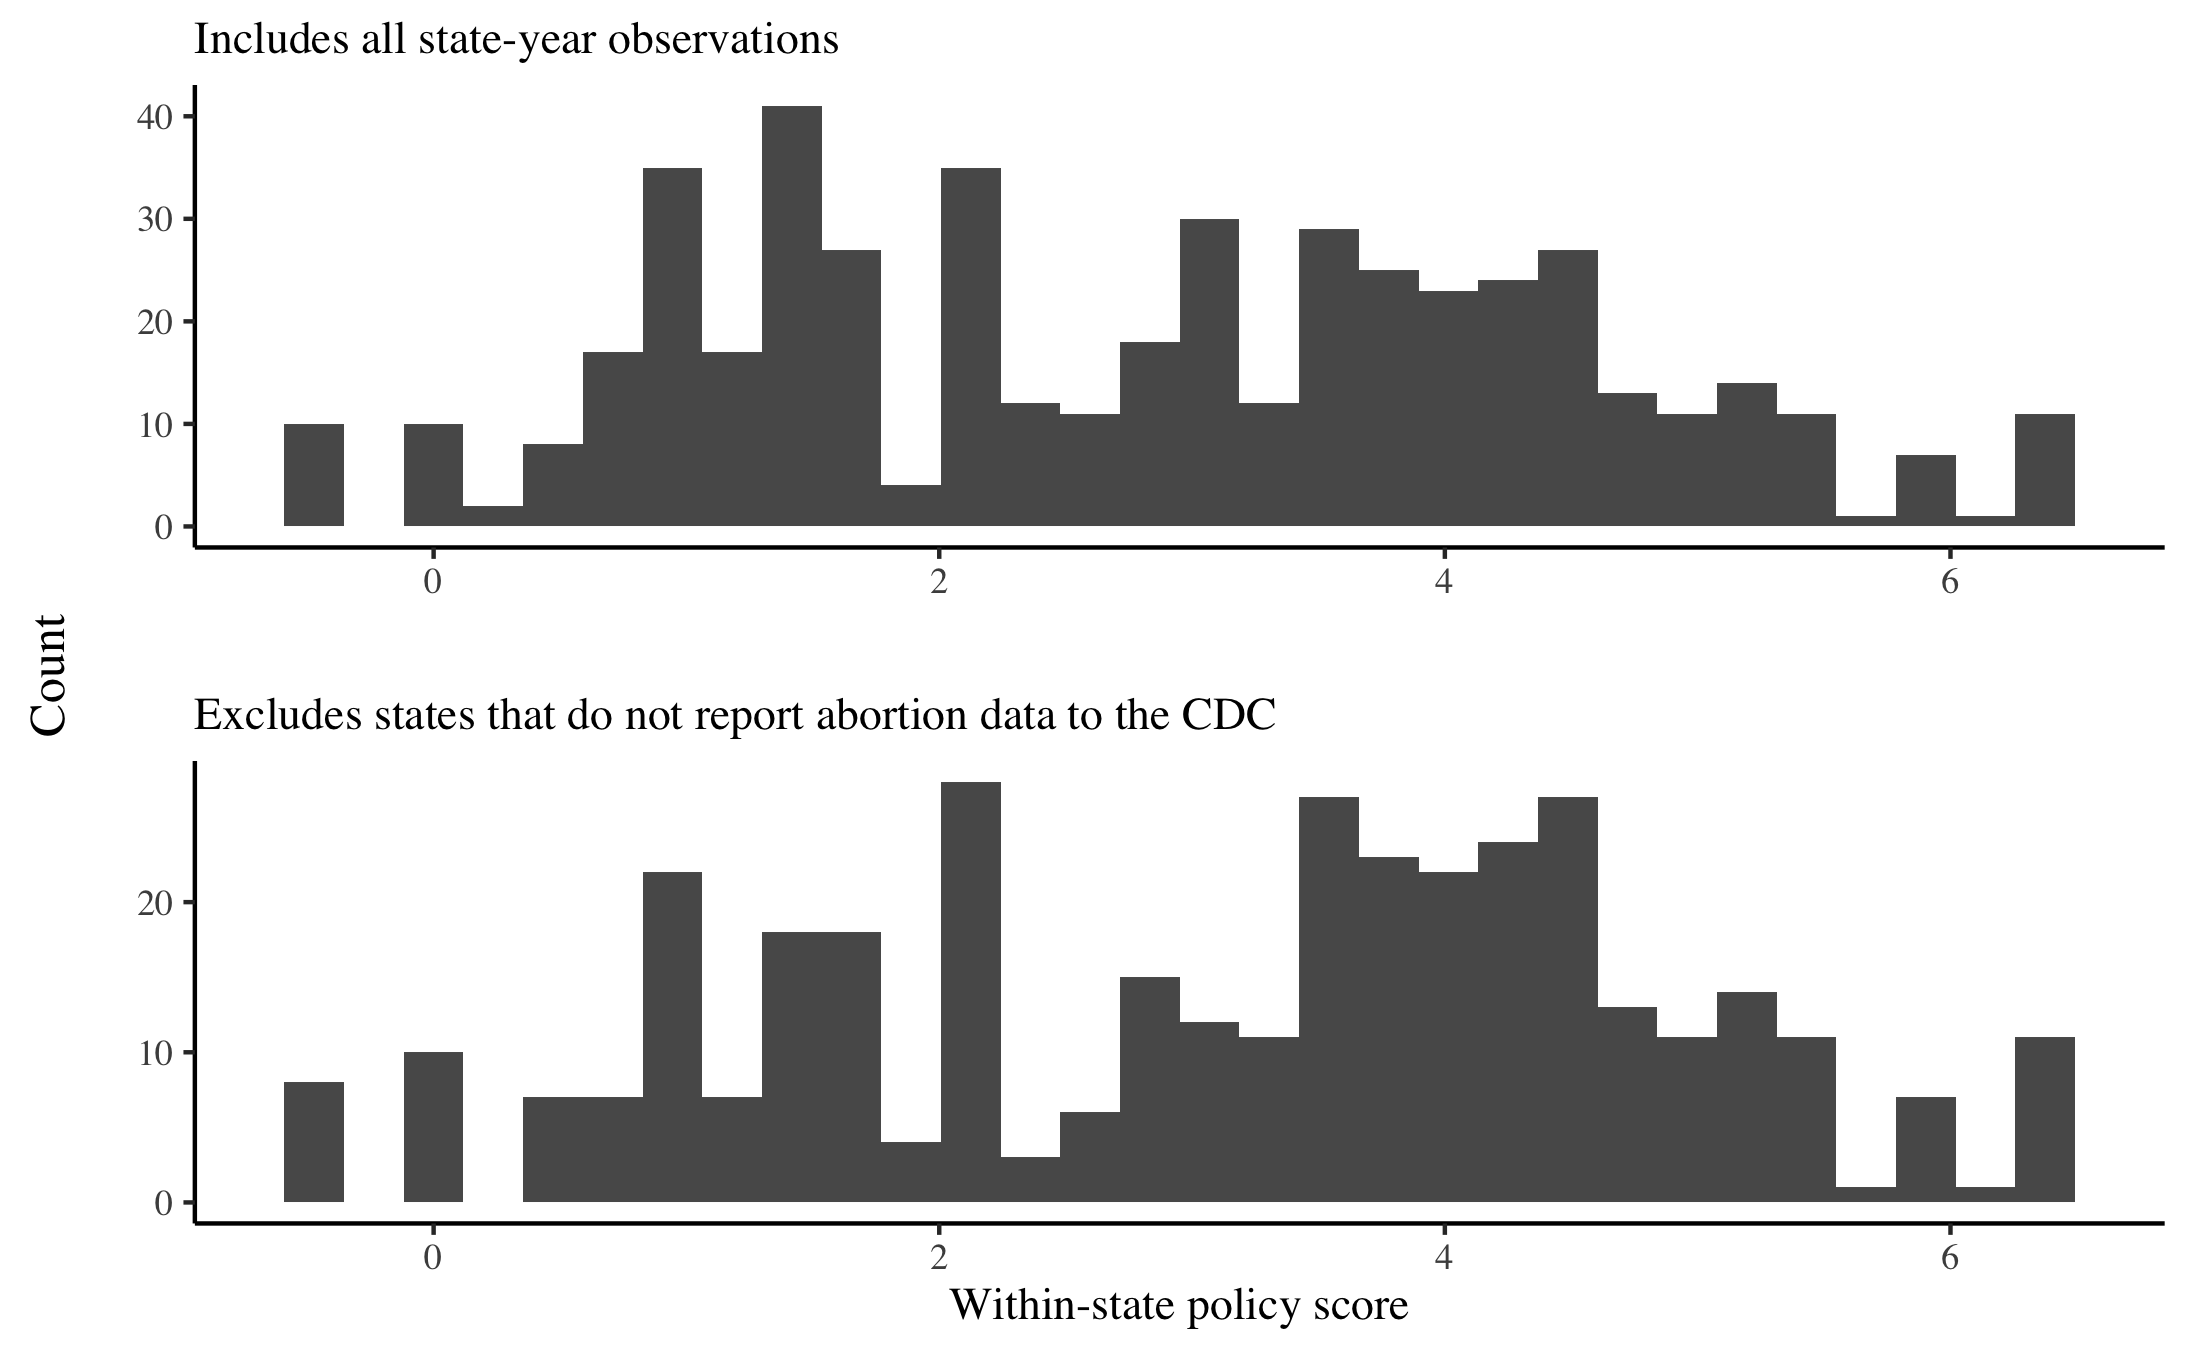 Includes all state-year observations
40
30
20
10
0
0 2 4 6
Count
Excludes states that do not report abortion data to the CDC
20
10
0
0 2 4 6
Within-state policy score